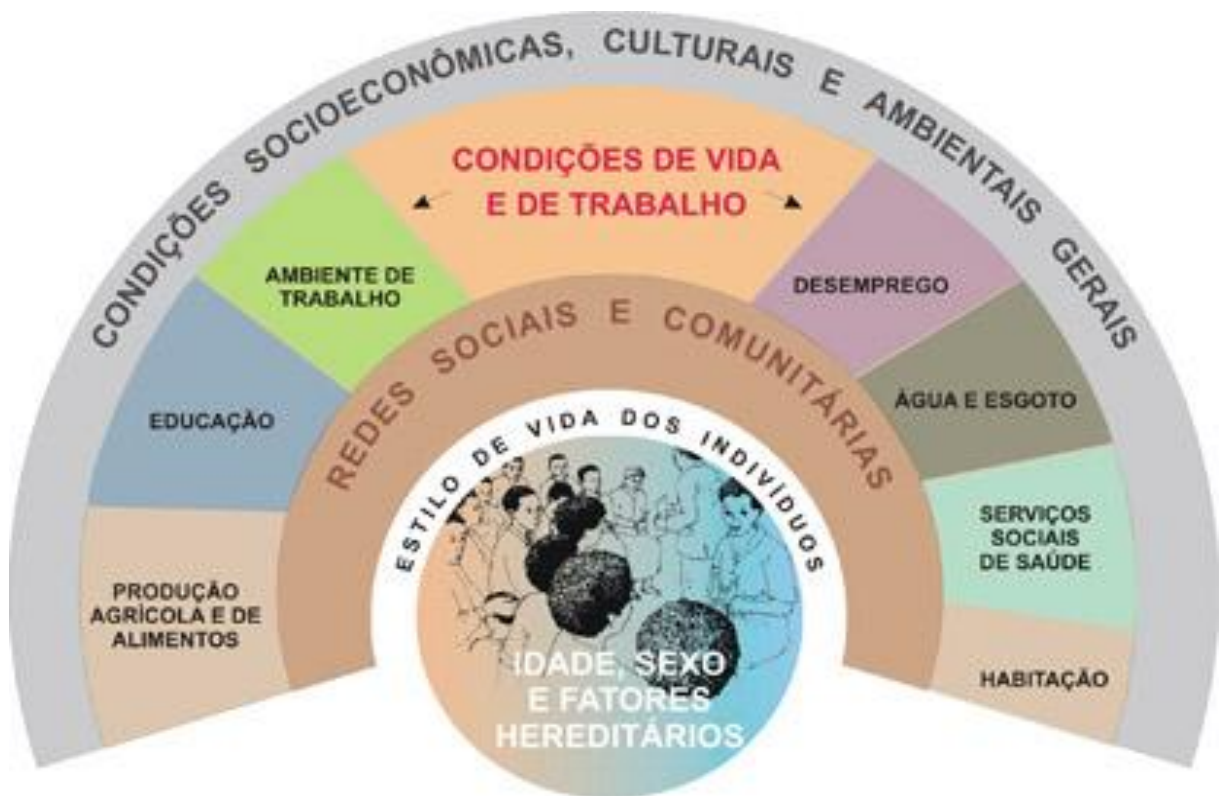 CONDIÇÕES SOCIOECONÔMICAS, CULTURAIS E AMBIENTAIS GERAIS
CONDIÇÕES DE VIDA
E DE TRABALHO
AMBIENTE DE
TRABALHO
DESEMPREGO
EDUCAÇÃO
ÁGUA E ESGOTO
PRODUÇÃO
AGRÍCOLA E DE
ALIMENTOS
SERVIÇOS
SOCIAIS
DE SAÚDE
HABITAÇÃO
REDES SOCIAIS E COMUNITÁRIAS
ESTILO DE VIDA DOS INDIVÍDUOS
IDADE, SEXO
E FATORES
HEREDITÁRIOS